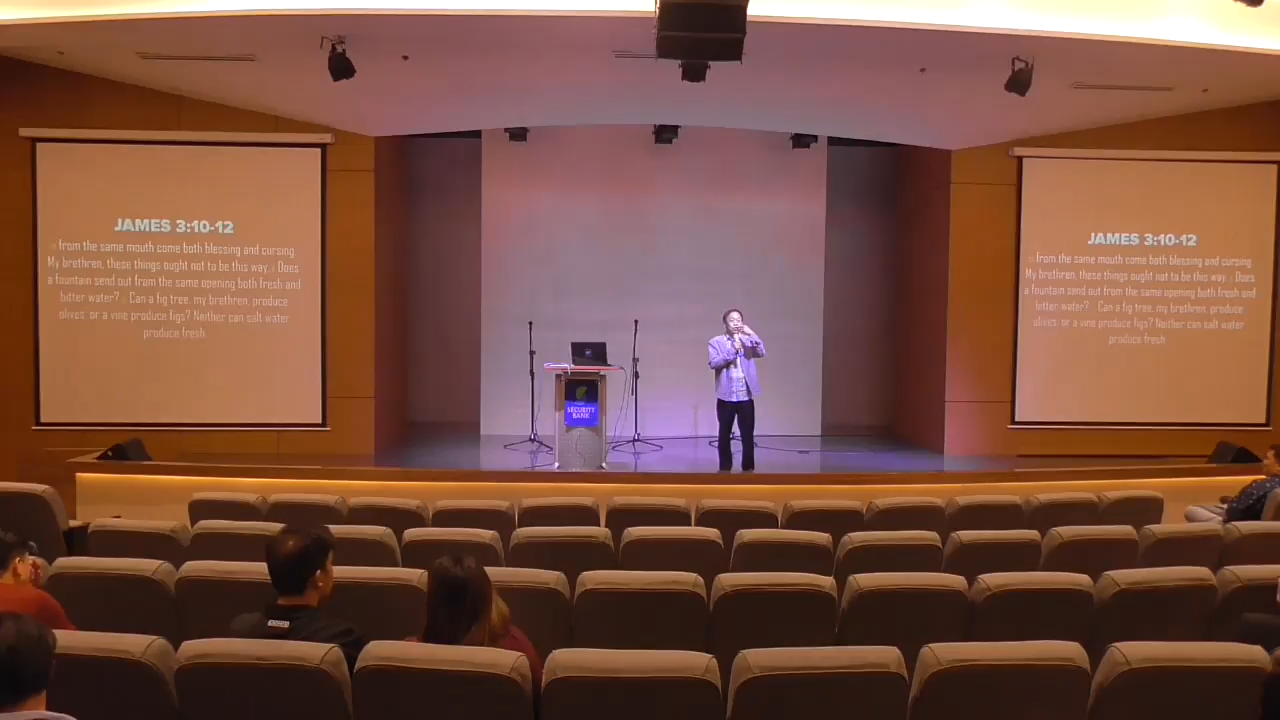 JAMES 3:10-12
from the same mouth come both blessing and cursing.
My brethren, these things ought not to be this way. Does
a fountain send out from the same opening both fresh and
bitter water? Can a fig tree, my brethren, produce
olives, or a vine produce figs? Neither can salt water
produce fresh.
SECURITY
BANK
JAMES 3:10-12
from the same mouth come both blessing and cursing.
My brethren, these things ought not to be this way. Does
a fountain send out from the same opening both fresh and
bitter water? Can a fig tree, my brethren, produce
olives, or a vine produce figs? Neither can salt water
produce fresh.